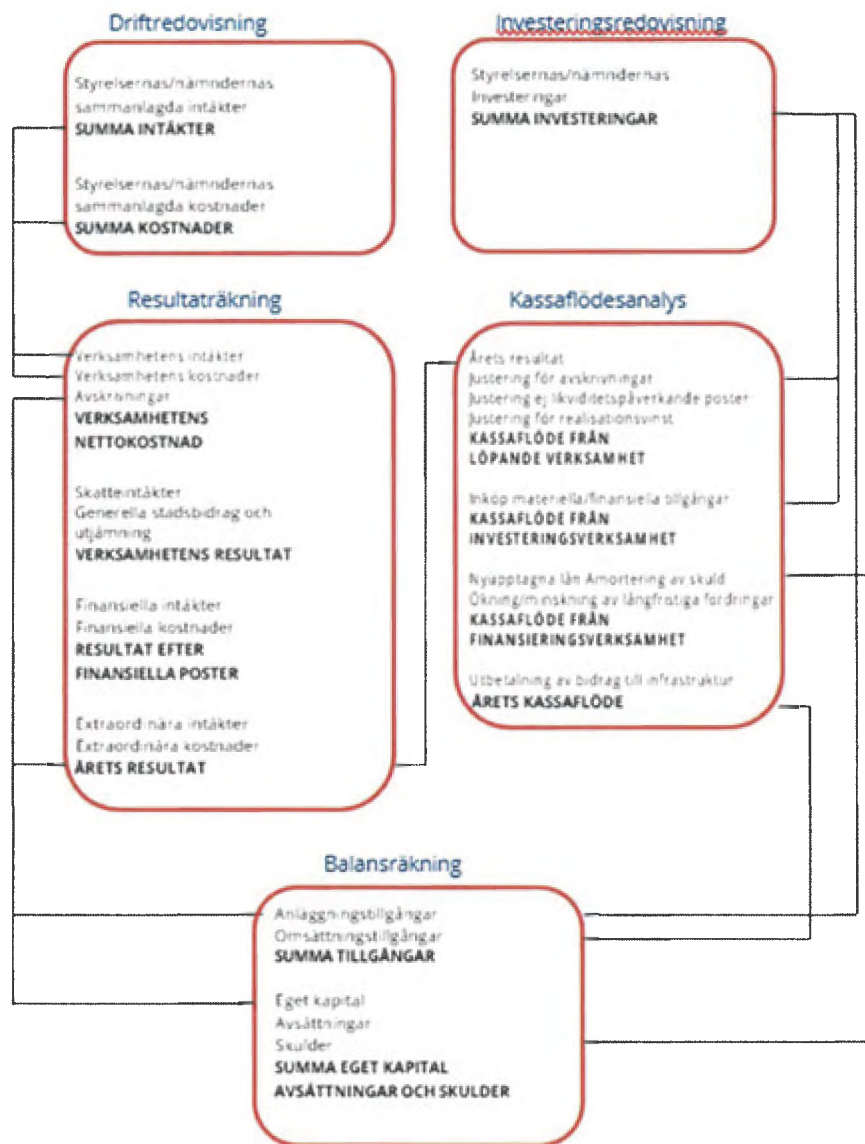 Driftredovisning
Styrelsernas/nämndernas
sammanlagda intäkter
SUMMA INTÄKTER
Styrelsernas/nämndernas
sammanlagda kostnader
SUMMA KOSTNADER
Investeringsredovisning
Styrelsernas/nämndernas
Investeringar
SUMMA INVESTERINGAR
Resultaträkning
Verksamhetens intäkter
Verksamhetens kostnader
Avskrivningar
VERKSAMHETENS
NETTOKOSTNAD
Skatteintäkter
Generella stadsbidrag och
utjämning
VERKSAMHETENS RESULTAT
Finansiella intäkter
Finansiella kostnader
RESULTAT EFTER
FINANSIELLA POSTER
Extraordinära intäkter
Extraordinära kostnader
ÅRETS RESULTAT
Kassaflödesanalys
Årets resultat
Justering för avskrivningar
Justering ej likviditetspåverkande poster
Justering for realisationsvinst
KASSAFLÖDE FRÅN
LÖPANDE VERKSAMHET
Inköp materiella/finansiella tillgångar
KASSAFLÖDE FRÅN
INVESTERINGSVERKSAMHET
Nyupptagna lån Amortering av skuld
Ökning/minskning av långfristiga fordringar
KASSAFLÖDE FRÅN
FINANSIERINGSVERKSAMHET
Utbetalning av bidrag till infrastruktur
ÅRETS KASSAFLÖDE
Balansräkning
Anläggningstillgångar
Omsättningstillgångar
SUMMA TILLGÅNGAR
Eget kapital
Avsättningar
Skulder
SUMMA EGET KAPITAL
AVSÄTTNINGAR OCH SKULDER